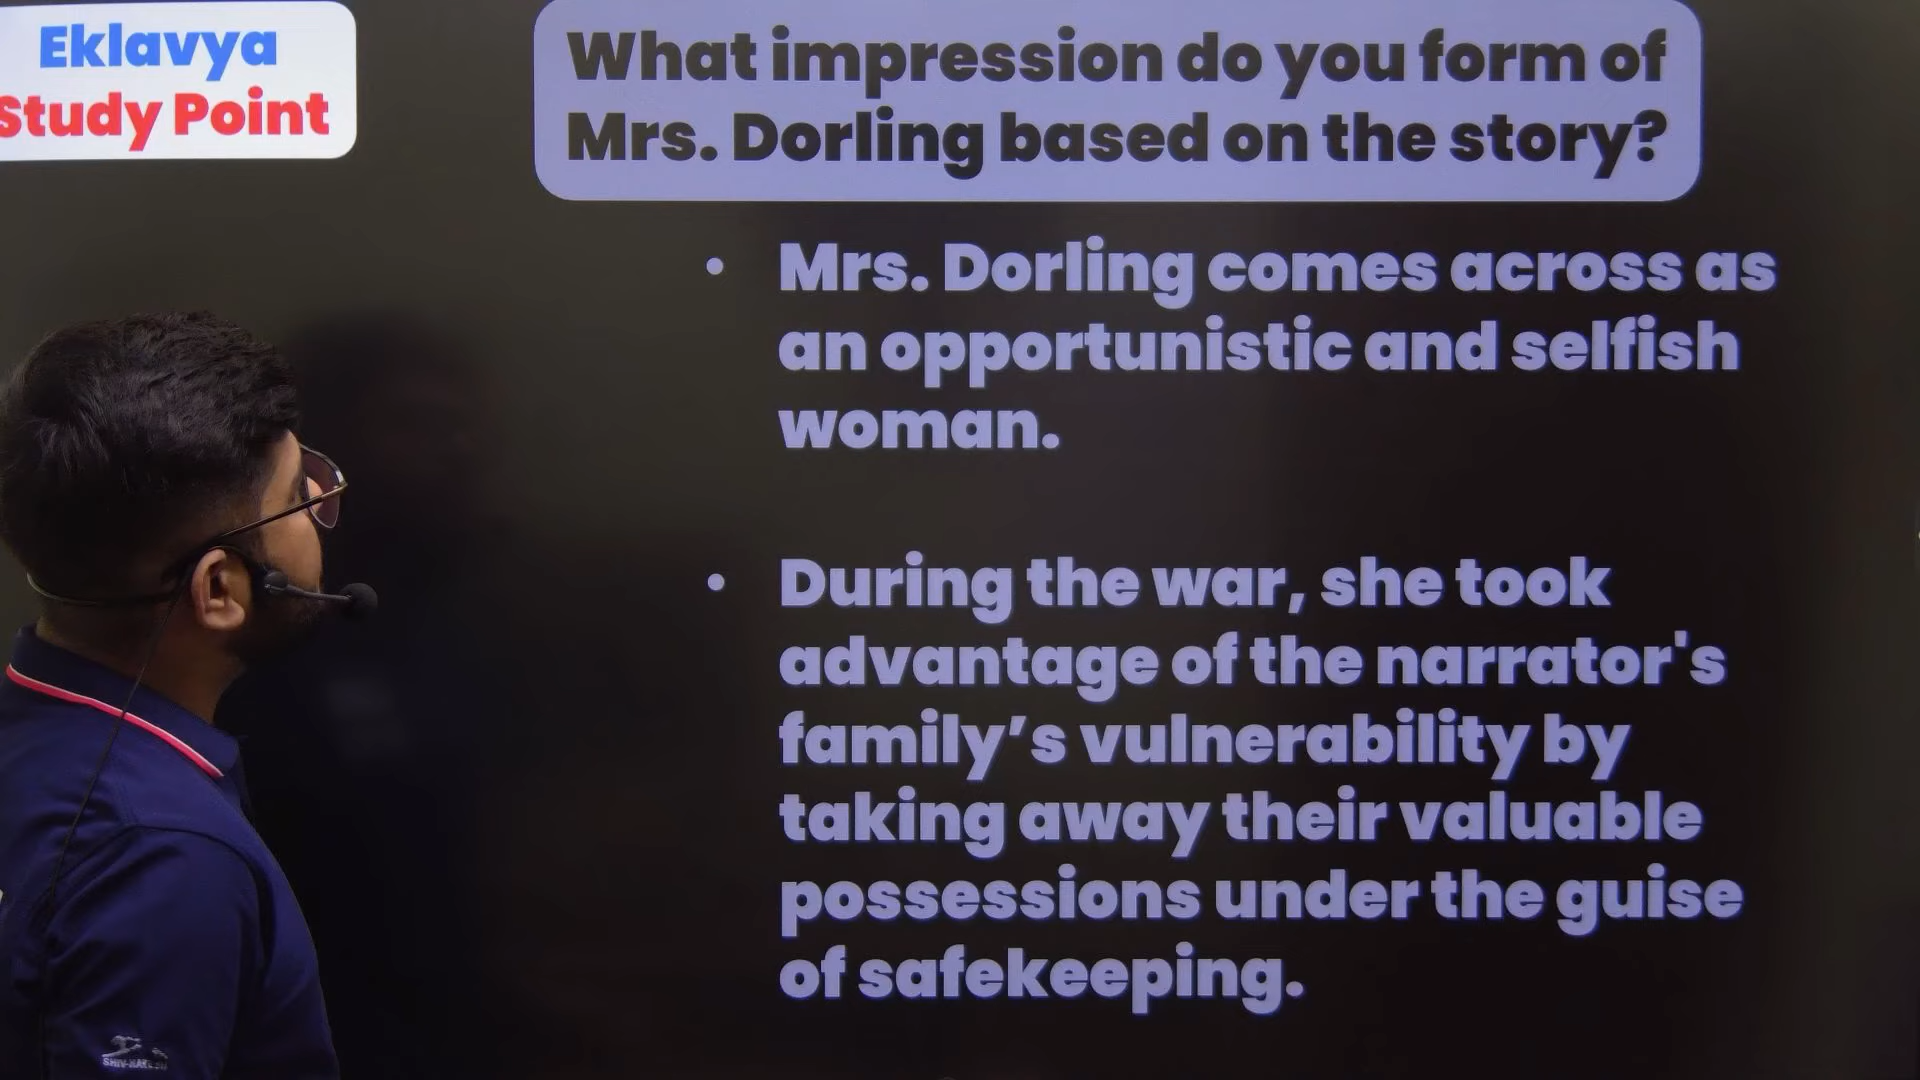 Eklavya
Study Point
What impression do you form of
Mrs. Dorling based on the story?
• Mrs. Dorling comes across as
an opportunistic and selfish
woman.
• During the war, she took
advantage of the narrator's
family’s vulnerability by
taking away their valuable
possessions under the guise
of safekeeping.